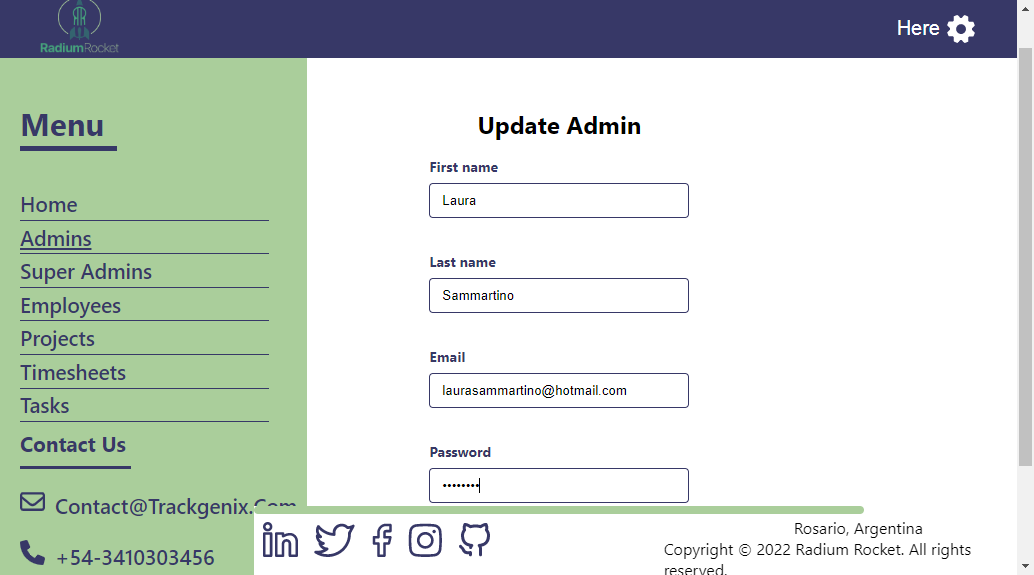 RadiumRocket
Here
Menu
Home
Admins
Super Admins
Employees
Projects
Timesheets
Tasks
Contact Us
Contact@Trackgenix.Com
+54-3410303456
Update Admin
First name
Laura
Last name
Sammartino
Email
laurasammartino@hotmail.com
Password
••••••••
Rosario, Argentina
Copyright © 2022 Radium Rocket. All rights
reserved.